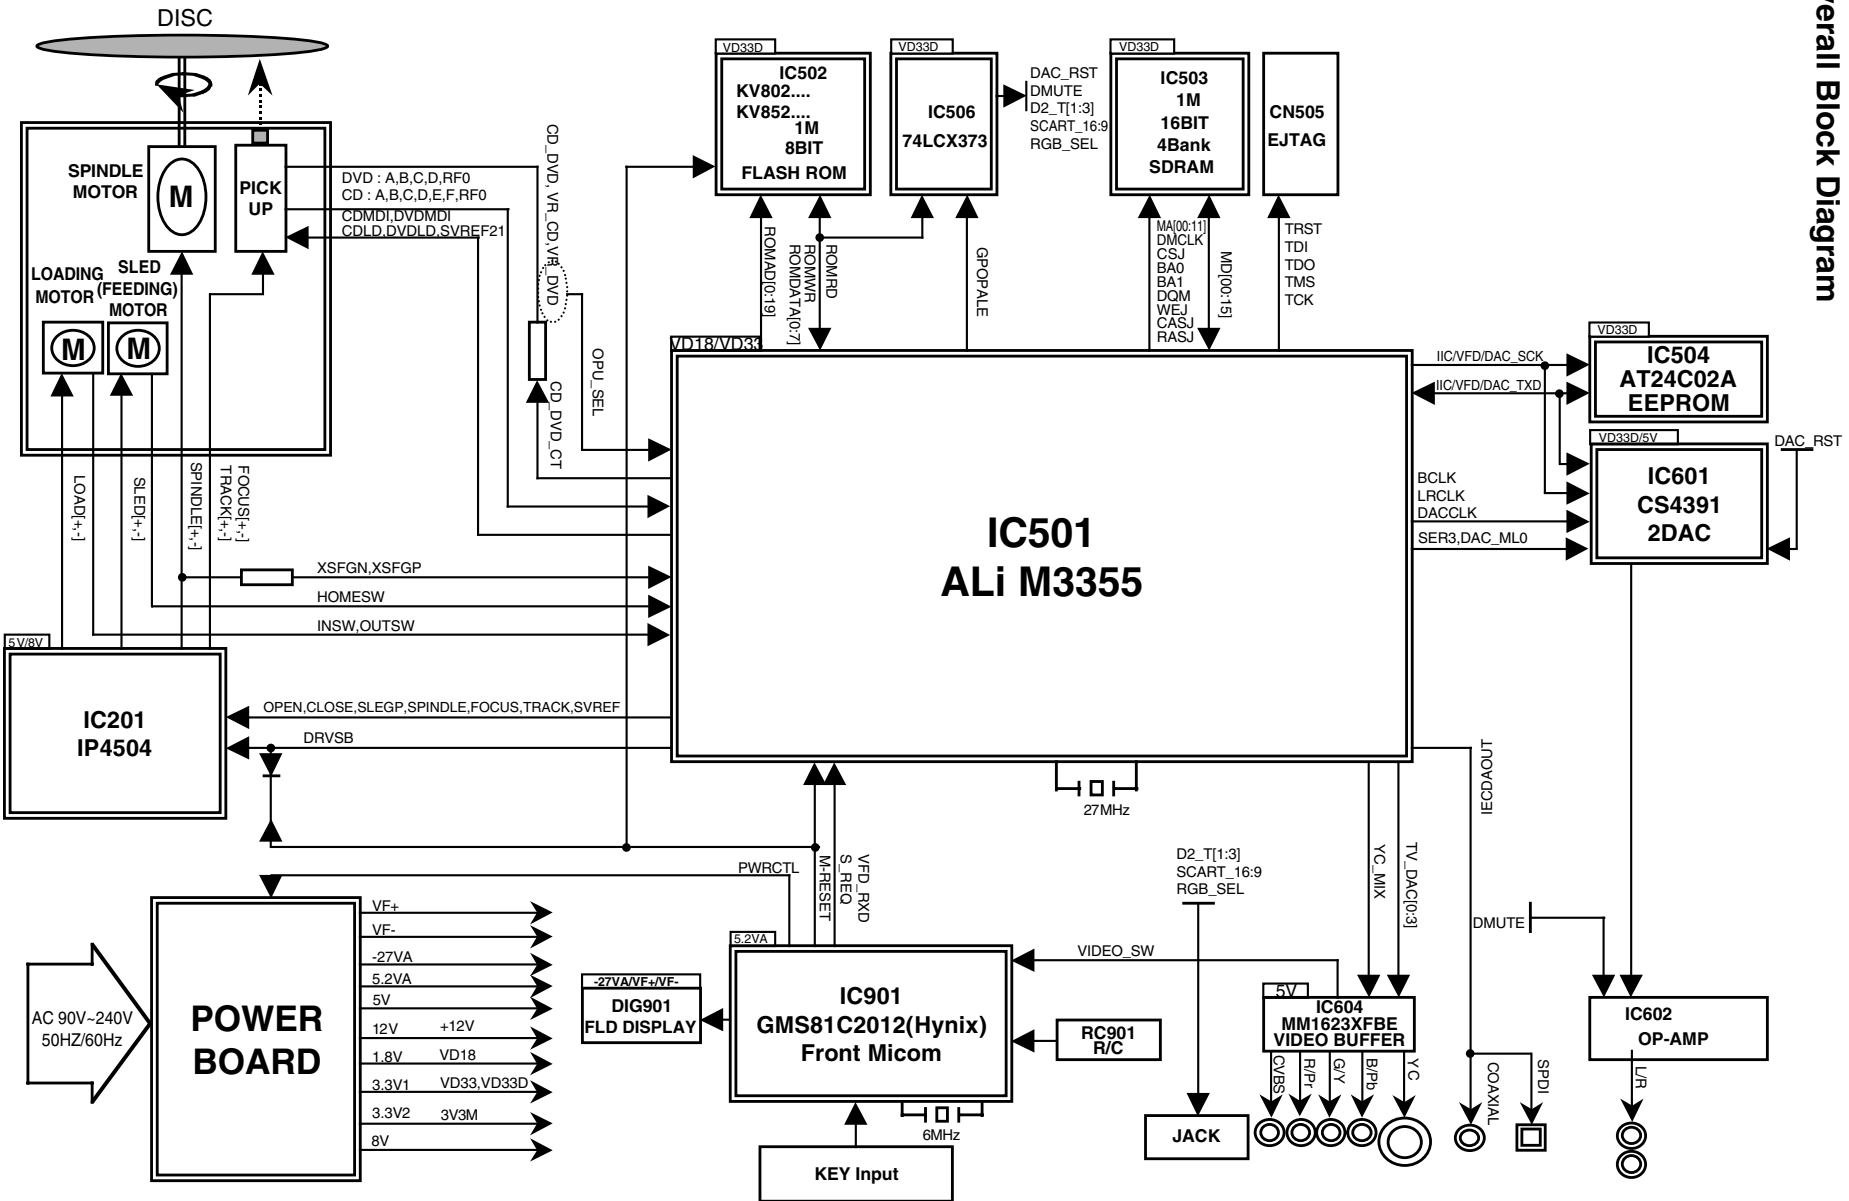 verall Block Diagram
DISC
SPINDLE
MOTOR
M
PICK
UP
LOADING
MOTOR
SLED
(FEEDING)
MOTOR
M
M
DVD : A,B,C,D,RF0
CD : A,B,C,D,E,F,RF0
CDMDI,DVDMDI
CDLD,DVDLD,SVREF21
CD_DVD, VR_CD,VR_DVD
OPU_SEL
CD_DVD_CT
LOAD[+,-]
SLED[+,-]
SPINDLE[+,-]
FOCUS[+,-]
TRACK[+,-]
XSFGN,XSFGP
HOMESW
INSW,OUTSW
5V/8V
IC201
IP4504
OPEN,CLOSE,SLEGP,SPINDLE,FOCUS,TRACK,SVREF
DRVSB
VD33D
IC502
KV802....
KV852....
1M
8BIT
FLASH ROM
VD33D
IC506
74LCX373
DAC_RST
DMUTE
D2_T[1:3]
SCART_16:9
RGB_SEL
VD33D
IC503
1M
16BIT
4Bank
SDRAM
CN505
EJTAG
ROMAD[0:19]
ROMRD
ROMWR
ROMDATA[0:7]
GPOPALE
MA[00:11]
DMCLK
CSJ
BA0
BA1
DQM
WEJ
CASJ
RASJ
MD[00:15]
TRST
TDI
TDO
TMS
TCK
VD18/VD33
IC501
ALi M3355
27MHz
IIC/VFD/DAC_SCK
IIC/VFD/DAC_TXD
VD33D
IC504
AT24C02A
EEPROM
VD33D/5V
IC601
CS4391
2DAC
DAC_RST
BCLK
LRCLK
DACCLK
SER3,DAC_ML0
IECDAOUT
PWRCTL
M-RESET
S_REQ
VFD_RXD
AC 90V~240V
50HZ/60Hz
POWER
BOARD
VF+
VF-
-27VA
5.2VA
5V
12V +12V
1.8V VD18
3.3V1 VD33,VD33D
3.3V2 3V3M
8V
-27VA/VF+/VF-
DIG901
FLD DISPLAY
5.2VA
IC901
GMS81C2012(Hynix)
Front Micom
6MHz
KEY Input
VIDEO_SW
RC901
R/C
D2_T[1:3]
SCART_16:9
RGB_SEL
JACK
YC_MIX
TV_DAC[0:3]
5V
IC604
MM1623XFBE
VIDEO BUFFER
CVBS
R/Pr
G/Y
B/Pb
YC
COAXIAL
SPDI
DMUTE
IC602
OP-AMP
L/R